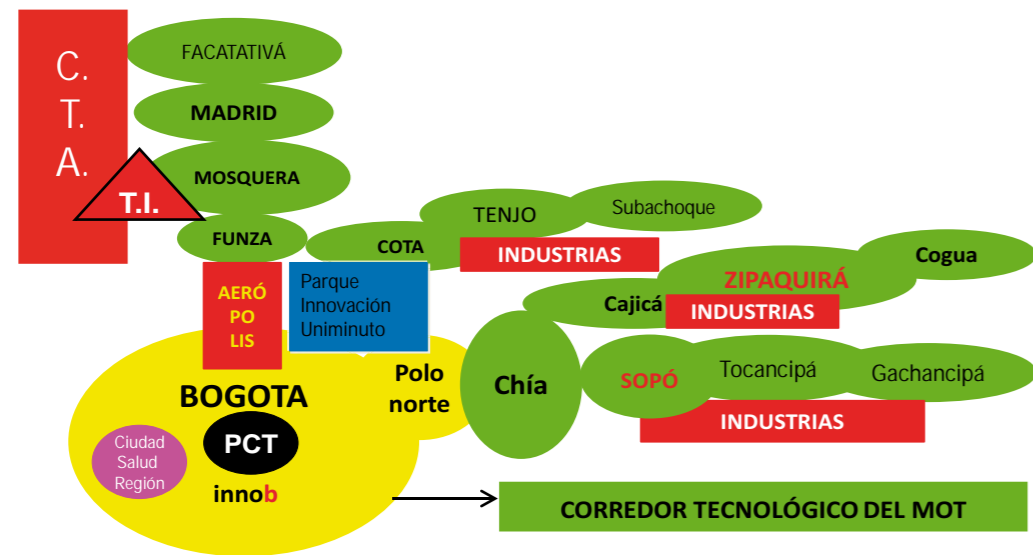 C.
T.
A.
FACATATIVÁ
MADRID
MOSQUERA
T.I.
FUNZA
COTA
TENJO
Subachoque
INDUSTRIAS
AERÓ
PO
LIS
Parque
Innovación
Uniminuto
Cajicá
ZIPAQUIRÁ
Cogua
INDUSTRIAS
Polo
norte
Chía
SOPÓ
Tocancipá
Gachancipá
INDUSTRIAS
BOGOTA
PCT
Ciudad
Salud
Región
innob
CORREDOR TECNOLÓGICO DEL MOT